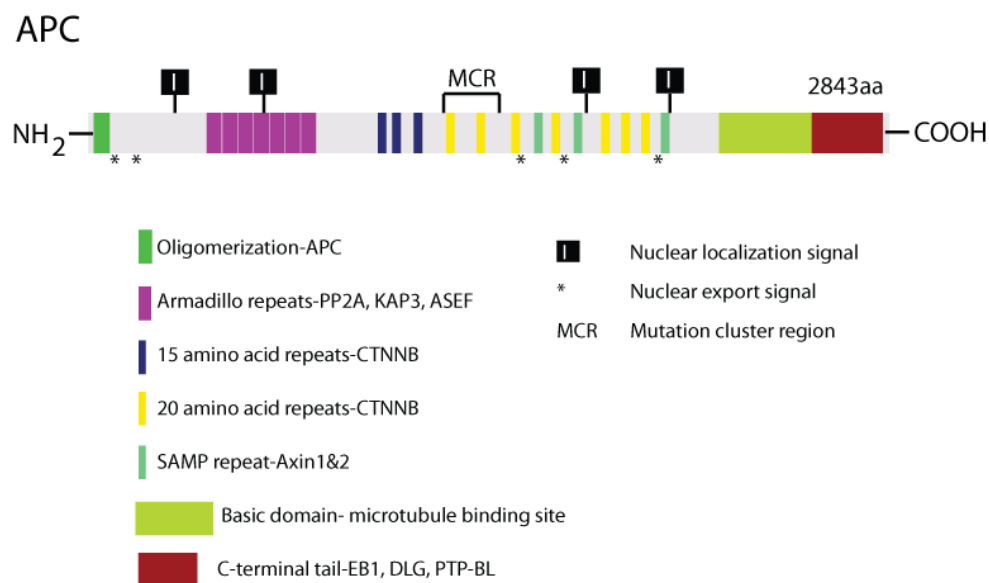 APC
MCR
2843aa
NH2
COOH
* * * * *
Oligomerization-APC
Armadillo repeats-PP2A, KAP3, ASEF
15 amino acid repeats-CTNNB
20 amino acid repeats-CTNNB
SAMP repeat-Axin1&2
Basic domain- microtubule binding site
C-terminal tail-EB1, DLG, PTP-BL
Nuclear localization signal
* Nuclear export signal
MCR Mutation cluster region